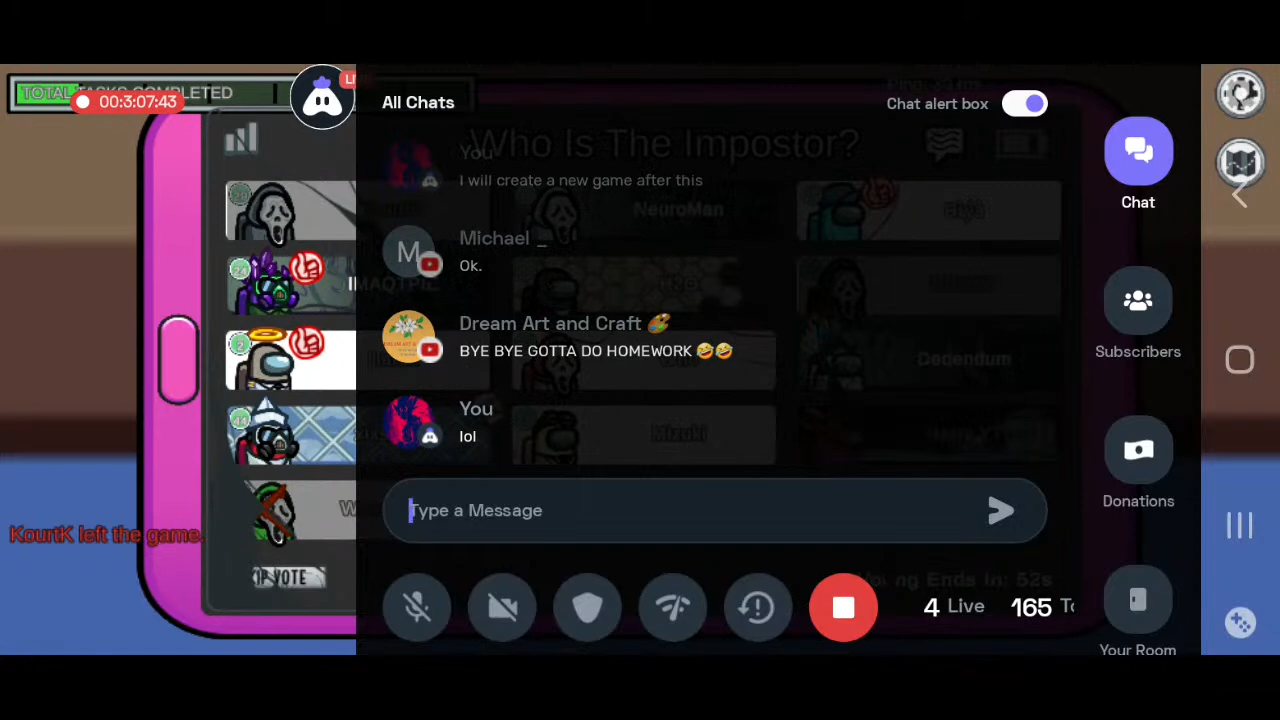 TOTAL TASKS COMPLETED
00:3:07:43
All Chats
Chat alert box
Who Is The Impostor?
You
I will create a new game after this
NeuroMan
Chat
Michael _
Ok.
Subscribers
Dream Art and Craft 🎨
BYE BYE GOTTA DO HOMEWORK 🤣🤣
Dedendum
You
lol
Mizuki
Type a Message
Donations
KourtK left the game.
4 Live
165
Your Room